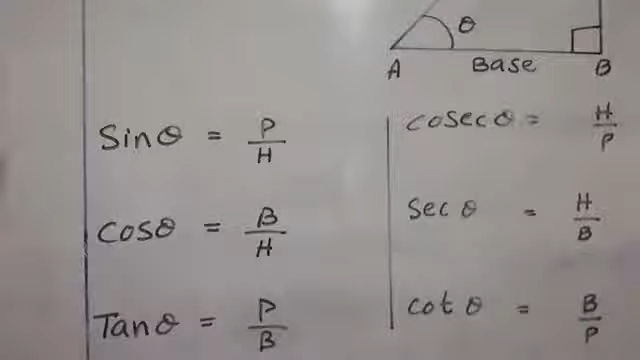 θ
A Base B
Sinθ = P/H
cosθ = B/H
Tanθ = P/B
cosecθ = H/P
secθ = H/B
cotθ = B/P